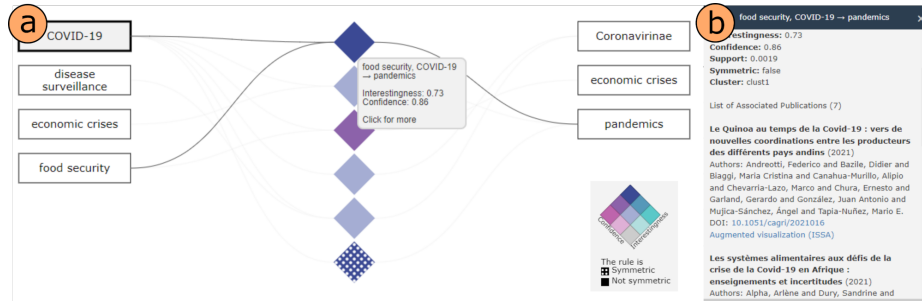 a
COVID-19
disease
surveillance
economic crises
food security
food security, COVID-19
→ pandemics
Interestingness: 0.73
Confidence: 0.86
Click for more
Coronavirinae
economic crises
pandemics
Confidence
Interestingness
The rule is
Symmetric
Not symmetric
b
food security, COVID-19 → pandemics ×
Interestingness: 0.73
Confidence: 0.86
Support: 0.0019
Symmetric: false
Cluster: clust1
List of Associated Publications (7)
Le Quinoa au temps de la Covid-19 : vers de
nouvelles coordinations entre les producteurs
des différents pays andins (2021)
Authors: Andreotti, Federico and Bazile, Didier and
Biaggi, Maria Cristina and Canahua-Murillo, Alipio
and Chevarria-Lazo, Marco and Chura, Ernesto and
Garland, Gerardo and González, Juan Antonio and
Mujica-Sánchez, Ángel and Tapia-Nuñez, Mario E.
DOI: 10.1051/cagri/2021016
Augmented visualization (ISSA)
Les systèmes alimentaires aux défis de la
crise de la Covid-19 en Afrique :
enseignements et incertitudes (2021)
Authors: Alpha, Arlène and Dury, Sandrine and